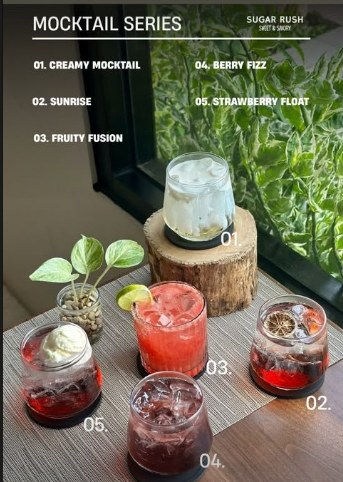 MOCKTAIL SERIES
SUGAR RUSH
SWEET & SAVORY
01. CREAMY MOCKTAIL
04. BERRY FIZZ
02. SUNRISE
05. STRAWBERRY FLOAT
03. FRUITY FUSION
01.
03.
02.
05.
04.